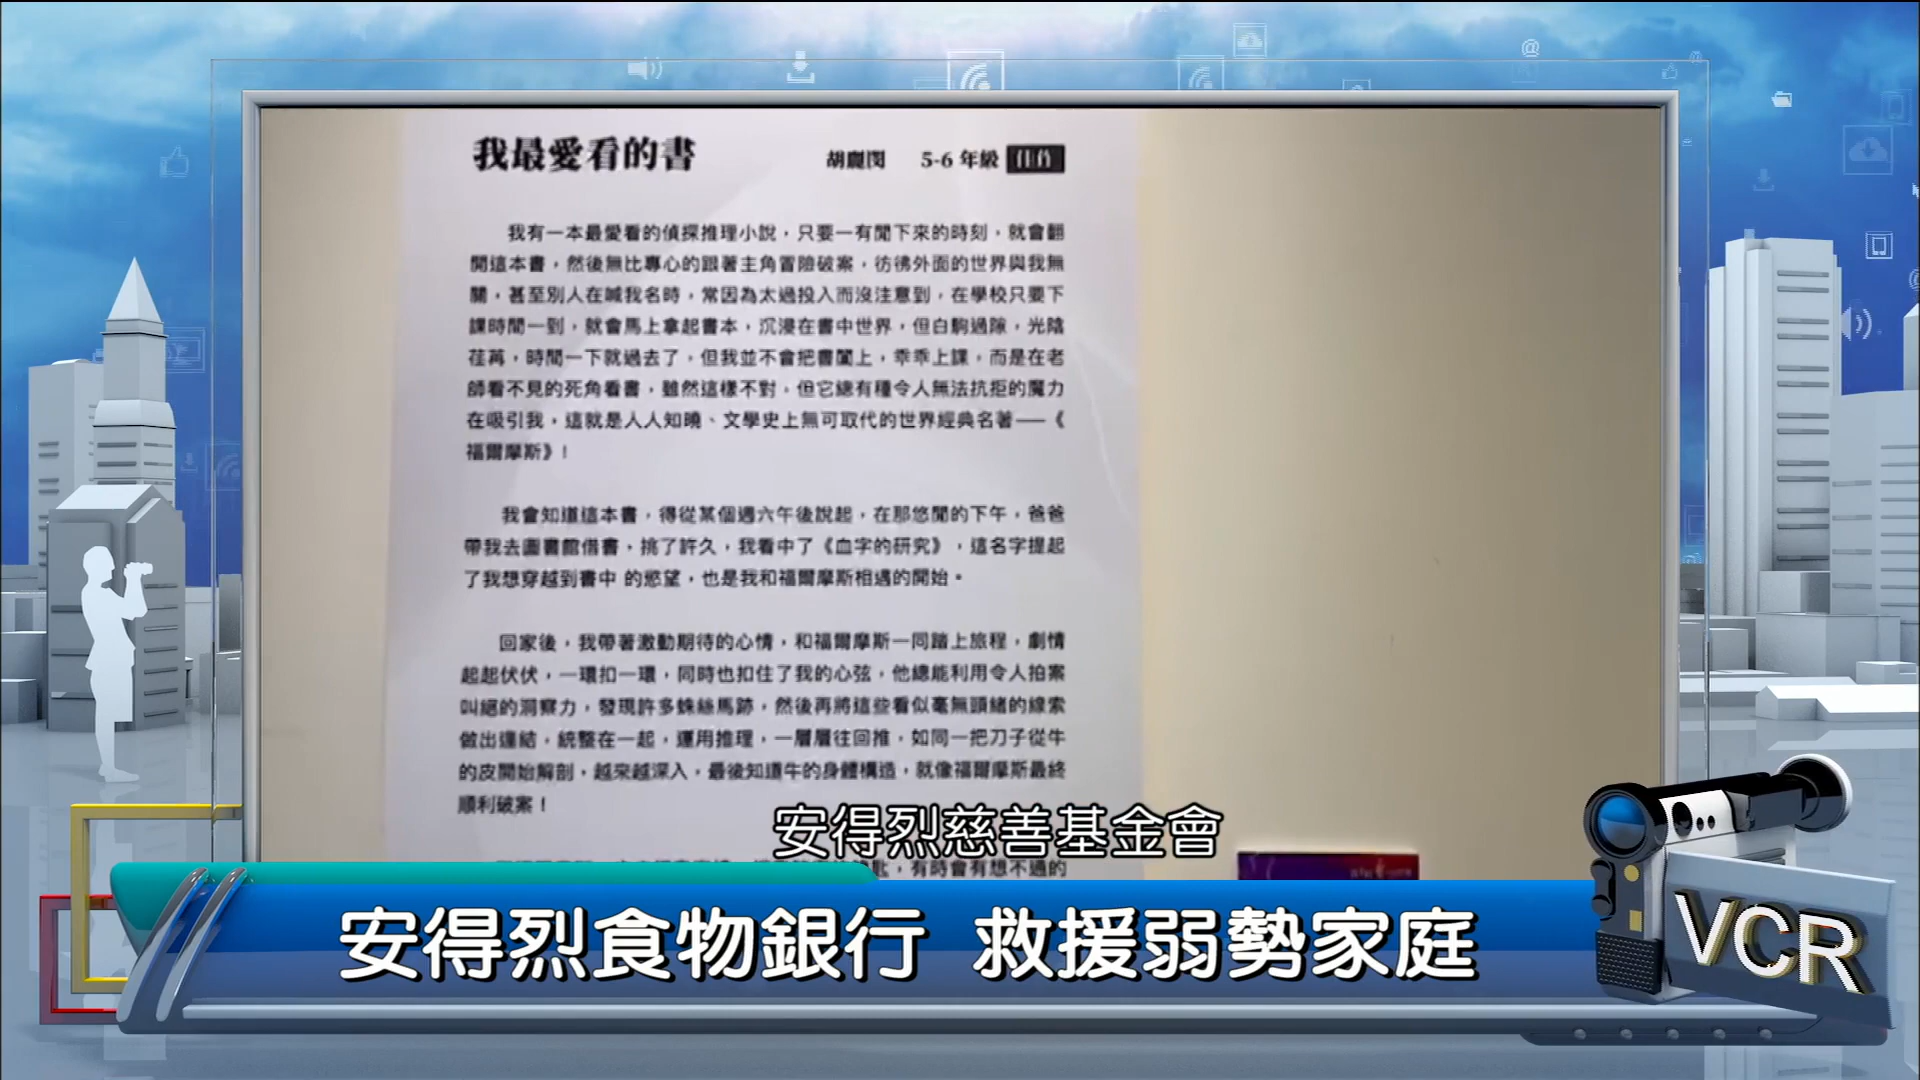 我最愛看的書
胡麗閔 5-6 年級 佳作
我有一本最愛看的偵探推理小說，只要一有閒下來的時刻，就會翻
開這本書，然後無比專心的跟著主角冒險破案，彷彿外面的世界與我無
關，甚至別人在喊我名時，常因為太過投入而沒注意到，在學校只要下
課時間一到，就會馬上拿起書本，沉浸在書中世界，但白駒過隙，光陰
荏苒，時間一下就過去了，但我並不會把書闔上，乖乖上課，而是在老
師看不見的死角看書，雖然這樣不對，但它總有種令人無法抗拒的魔力
在吸引我，這就是人人知曉、文學史上無可取代的世界經典名著——《
福爾摩斯》！
我會知道這本書，得從某個週六午後說起，在那悠閒的下午，爸爸
帶我去圖書館借書，挑了許久，我看中了《血字的研究》，這名字提起
了我想穿越到書中 的慾望，也是我和福爾摩斯相遇的開始。
回家後，我帶著激動期待的心情，和福爾摩斯一同踏上旅程，劇情
起起伏伏，一環扣一環，同時也扣住了我的心弦，他總能利用令人拍案
叫絕的洞察力，發現許多蛛絲馬跡，然後再將這些看似毫無頭緒的線索
做出連結，統整在一起，運用推理，一層層往回推，如同一把刀子從牛
的皮開始解剖，越來越深入，最後知道牛的身體構造，就像福爾摩斯最終
順利破案！
，有時會有想不通的
安得烈慈善基金會
安得烈食物銀行 救援弱勢家庭
VCR